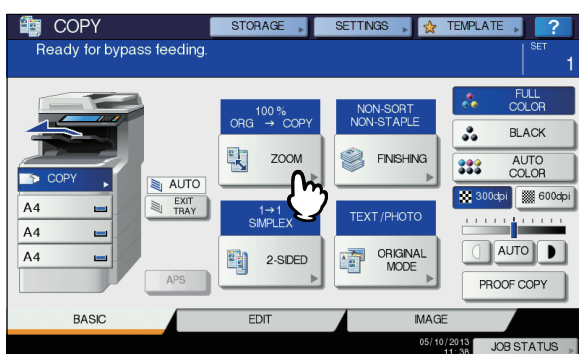 COPY
STORAGE
SETTINGS
TEMPLATE
?
Ready for bypass feeding.
SET
1
100 %
ORG → COPY
NON-SORT
NON-STAPLE
FULL
COLOR
ZOOM
FINISHING
BLACK
AUTO
COLOR
COPY
AUTO
EXIT
TRAY
300dpi
600dpi
A4
A4
A4
1→1
SIMPLEX
TEXT/PHOTO
2-SIDED
ORIGINAL
MODE
AUTO
APS
PROOF COPY
BASIC
EDIT
IMAGE
05/10/2013
11:38
JOB STATUS